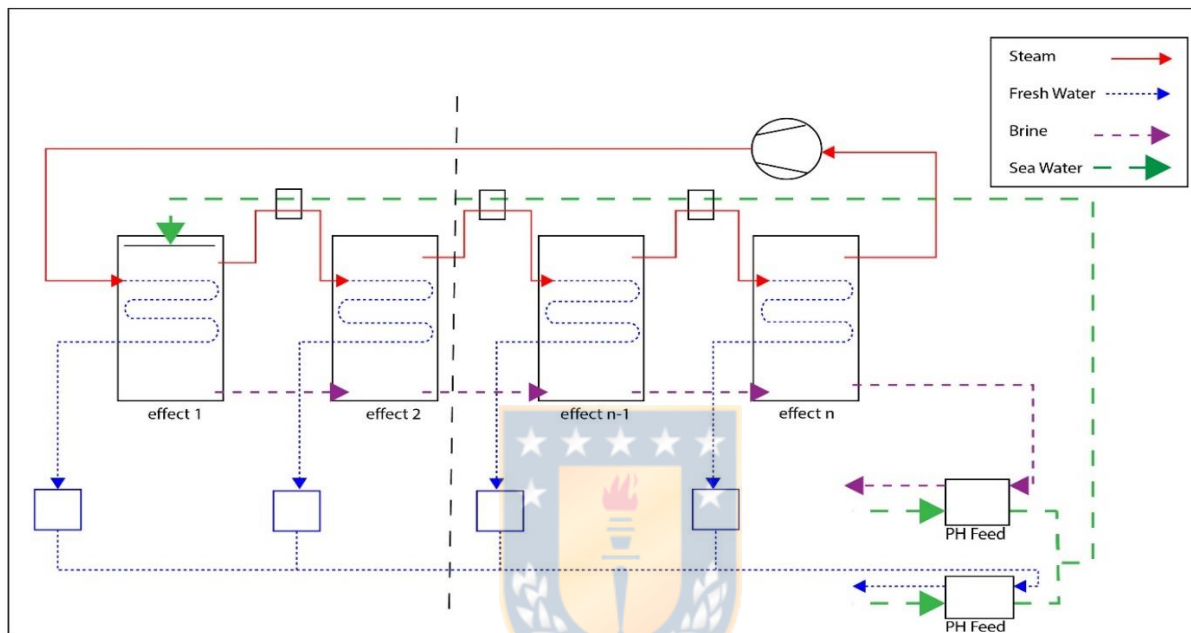 Steam
Fresh Water
Brine
Sea Water
effect 1
effect 2
effect n-1
effect n
PH Feed
PH Feed